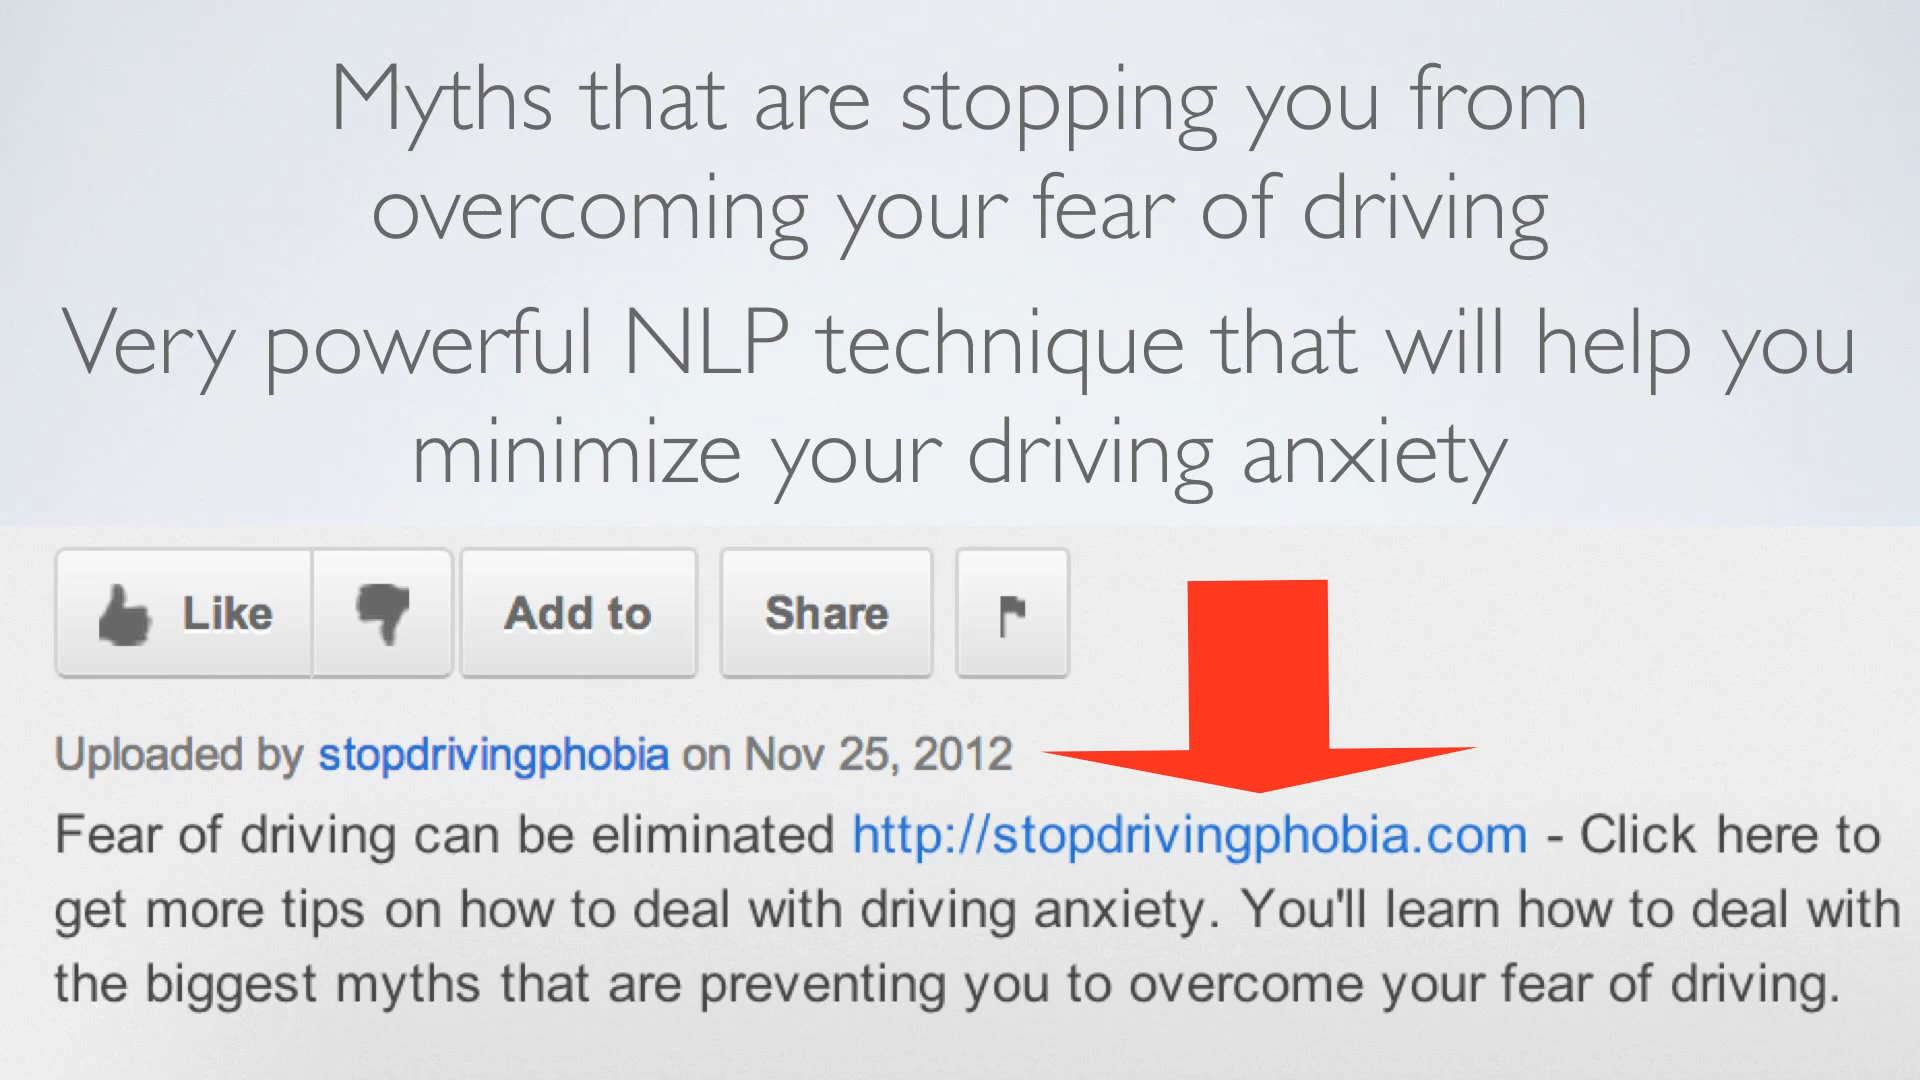 Myths that are stopping you from
overcoming your fear of driving
Very powerful NLP technique that will help you
minimize your driving anxiety
Like Add to Share
Uploaded by stopdrivingphobia on Nov 25, 2012
Fear of driving can be eliminated http://stopdrivingphobia.com - Click here to
get more tips on how to deal with driving anxiety. You'll learn how to deal with
the biggest myths that are preventing you to overcome your fear of driving.